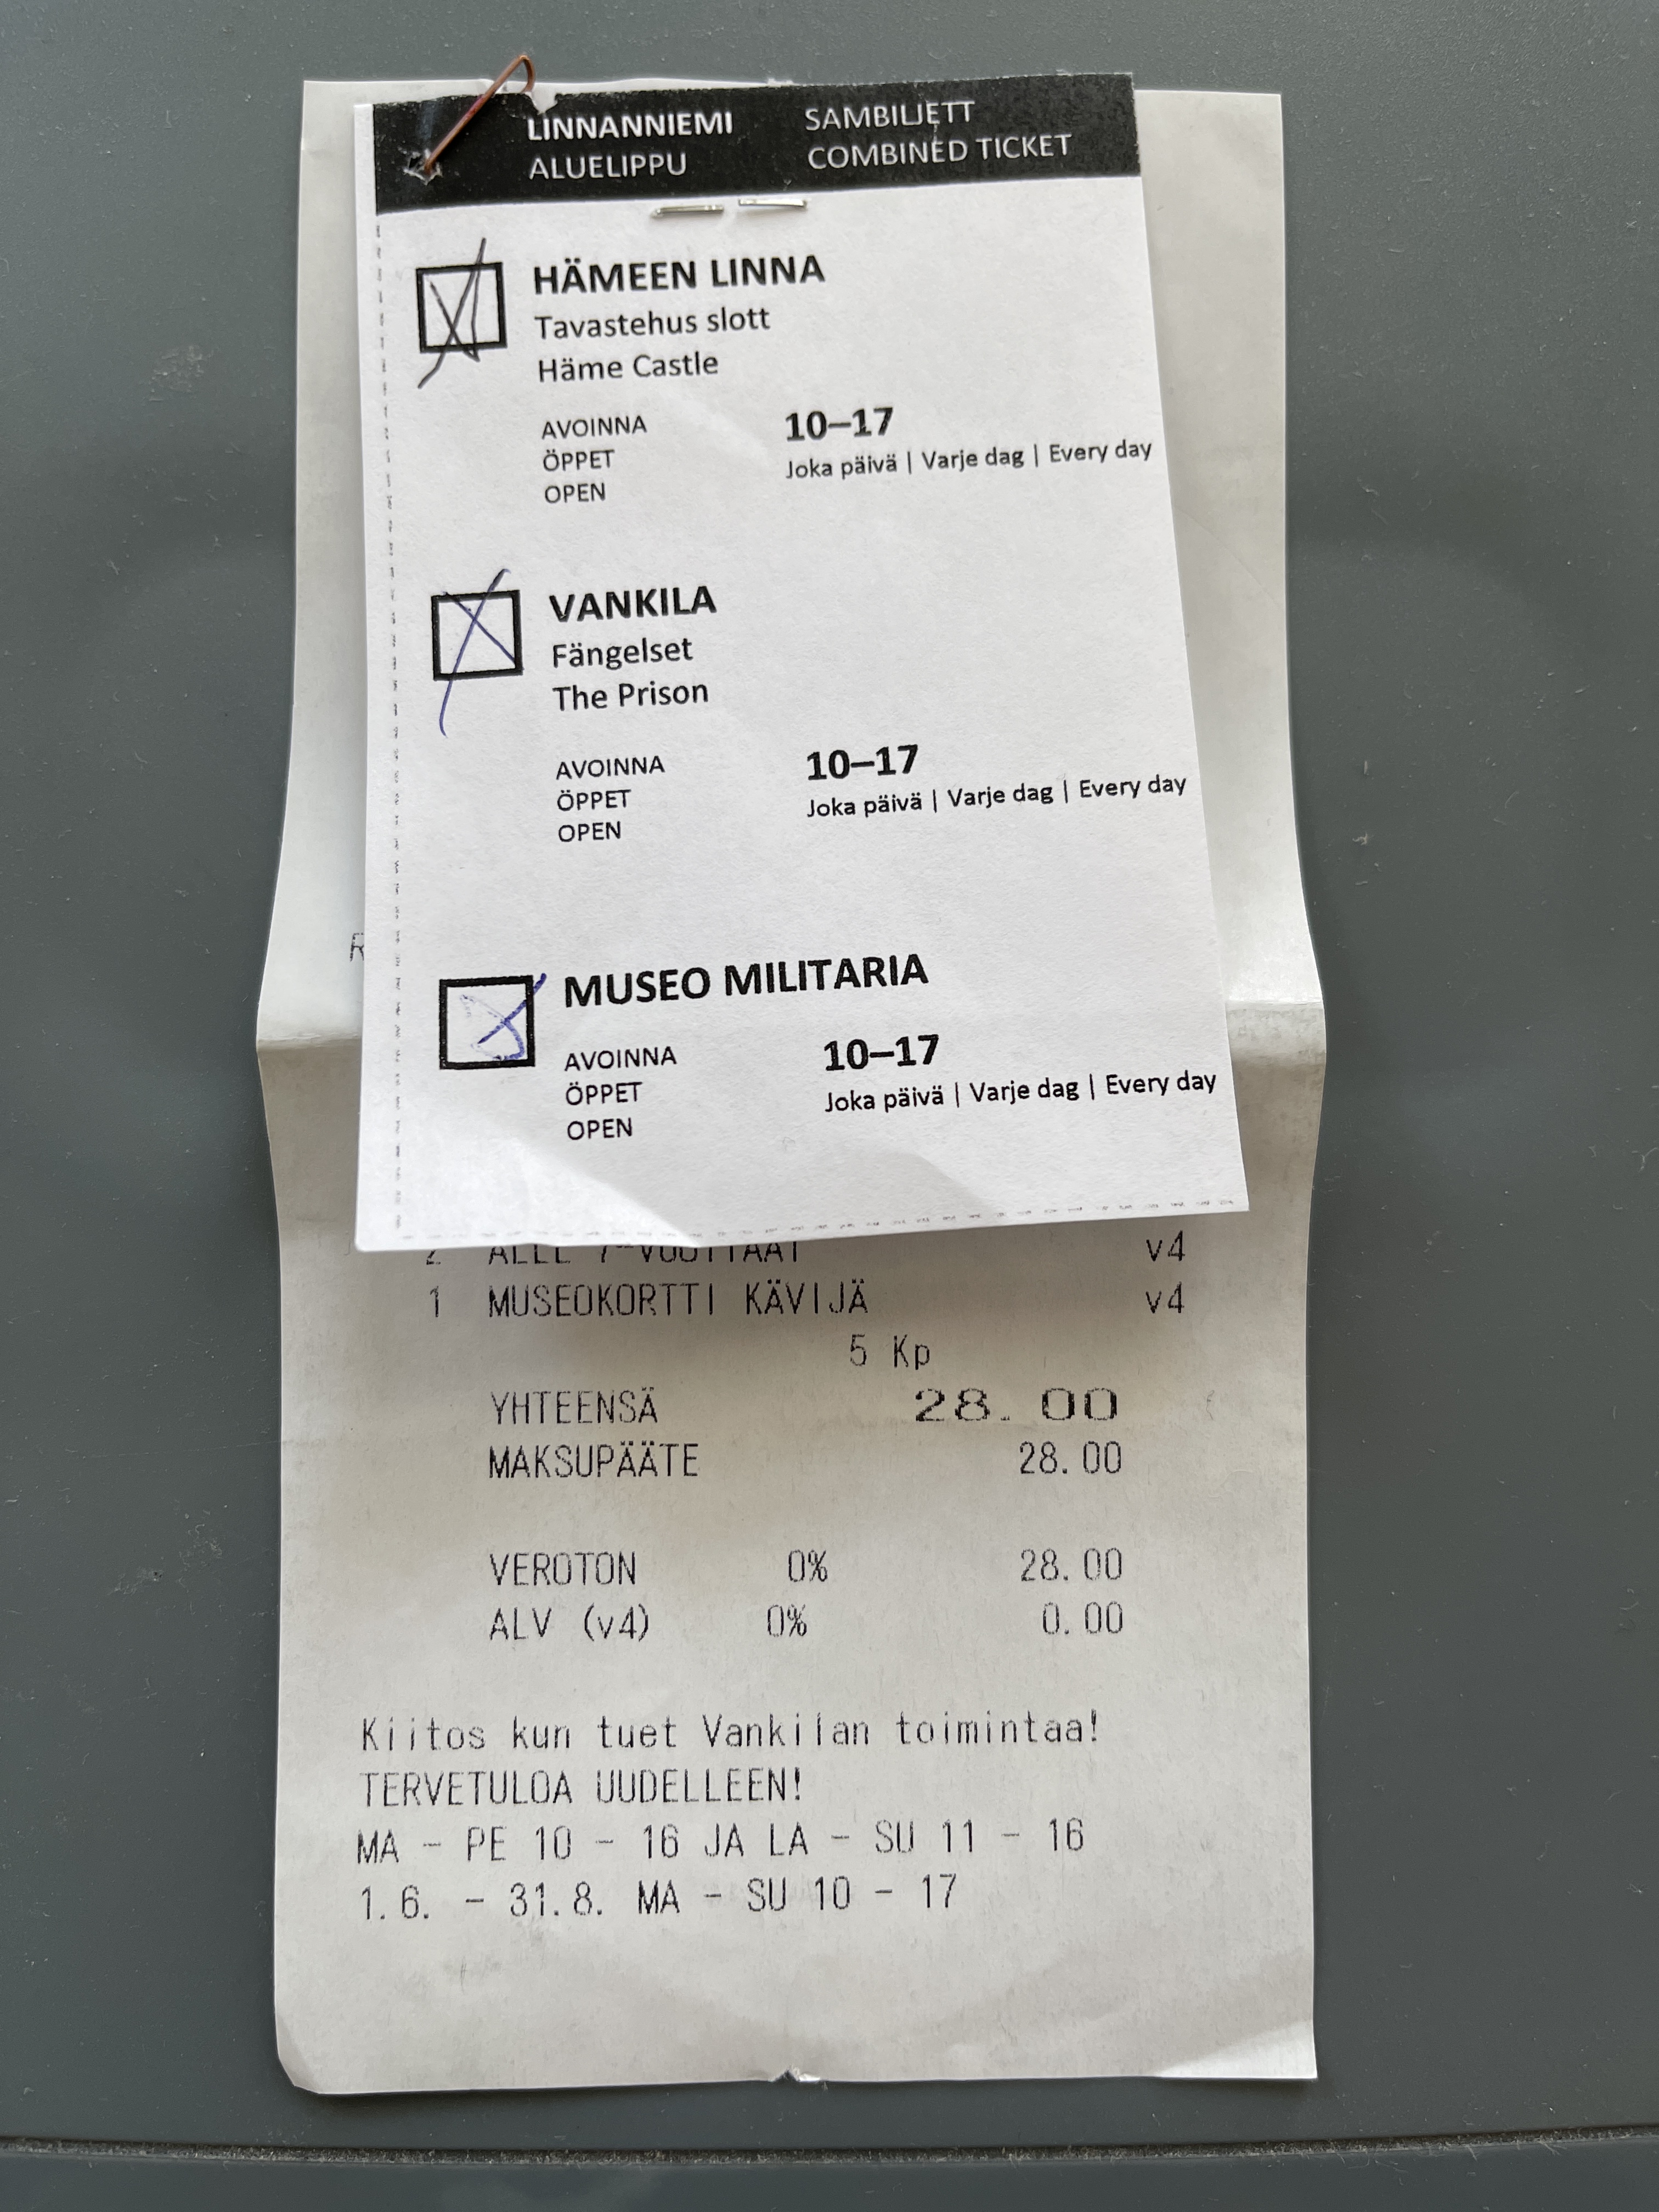 LINNANNIEMI
ALUELIPPU
SAMBILJETT
COMBINED TICKET
HÄMEEN LINNA
Tavastehus slott
Häme Castle
AVOINNA
ÖPPET
OPEN
10–17
Joka päivä | Varje dag | Every day
VANKILA
Fängelset
The Prison
AVOINNA
ÖPPET
OPEN
10–17
Joka päivä | Varje dag | Every day
MUSEO MILITARIA
AVOINNA
ÖPPET
OPEN
10–17
Joka päivä | Varje dag | Every day
R
2 ALLE 7-VUOTIAAT v4
1 MUSEOKORTTI KÄVIJÄ v4
5 Kp
YHTEENSÄ 28.00
MAKSUPÄÄTE 28.00
VEROTON 0% 28.00
ALV (v4) 0% 0.00
Kiitos kun tuet Vankilan toimintaa!
TERVETULOA UUDELLEEN!
MA - PE 10 - 16 JA LA - SU 11 - 16
1.6. - 31.8. MA - SU 10 - 17